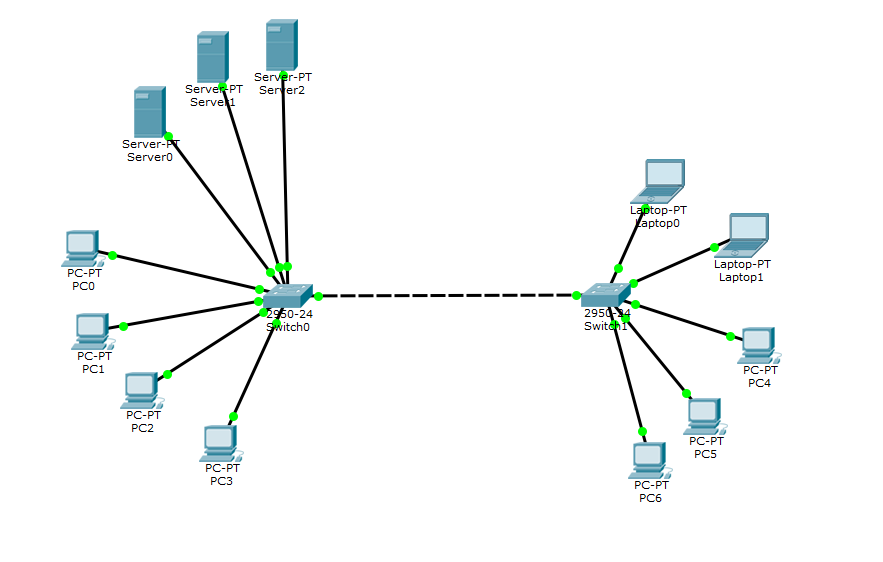 Server-PT
Server2
Server-PT
Server1
Server-PT
Server0
Laptop-PT
Laptop0
Laptop-PT
Laptop1
PC-PT
PC0
2950-24
Switch0
2950-24
Switch1
PC-PT
PC1
PC-PT
PC4
PC-PT
PC2
PC-PT
PC5
PC-PT
PC3
PC-PT
PC6